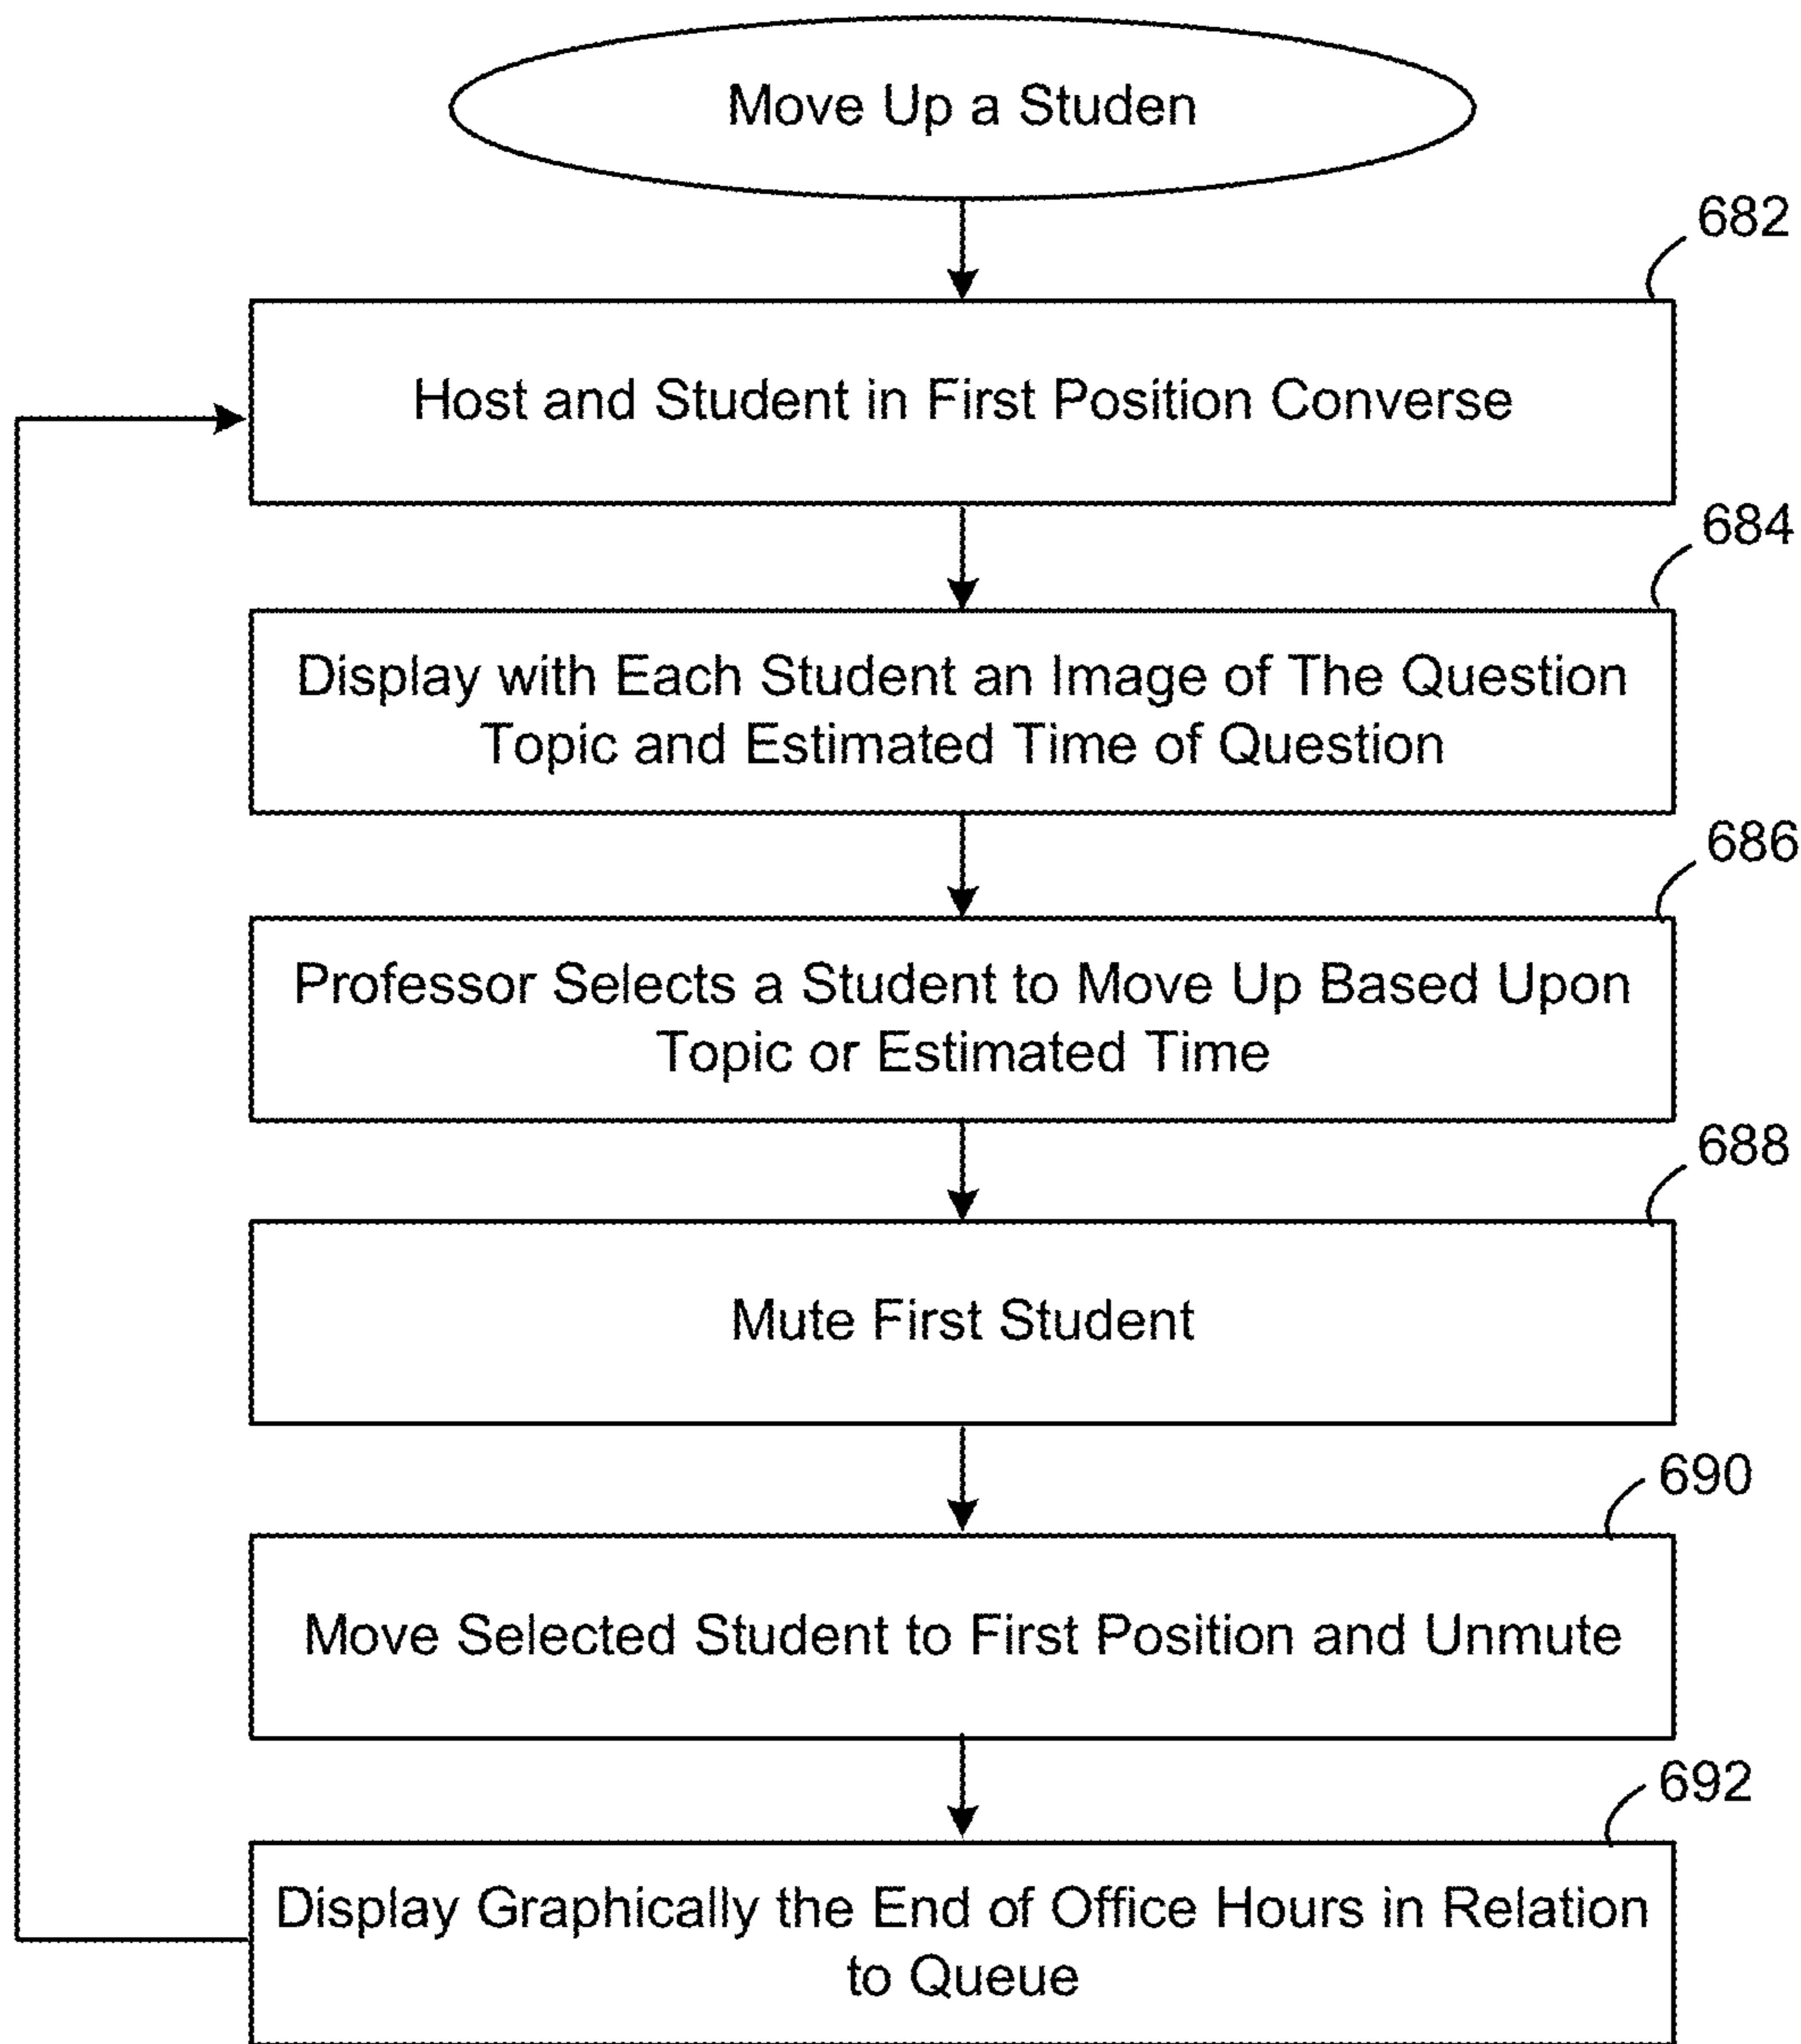 Move Up a Studen
682
Host and Student in First Position Converse
684
Display with Each Student an Image of The Question
Topic and Estimated Time of Question
686
Professor Selects a Student to Move Up Based Upon
Topic or Estimated Time
688
Mute First Student
690
Move Selected Student to First Position and Unmute
692
Display Graphically the End of Office Hours in Relation
to Queue